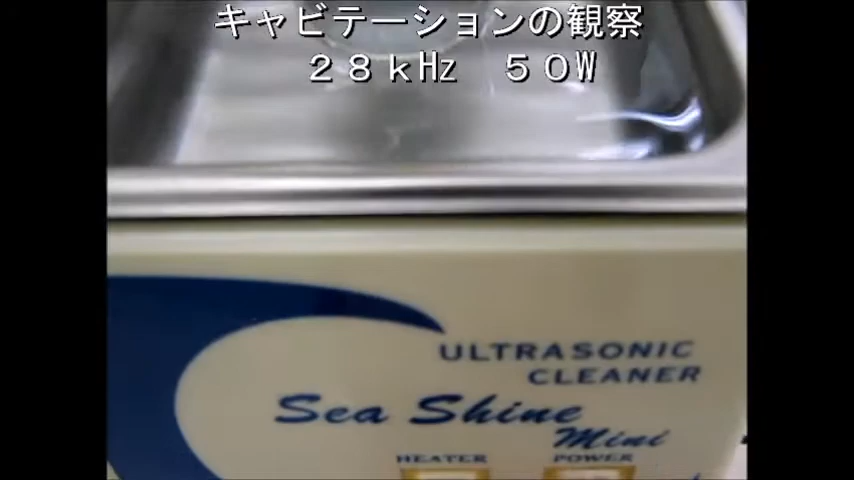 キャビテーションの観察
２８ｋHz　５０W
ULTRASONIC
CLEANER
Sea Shine
Mini
HEATER POWER